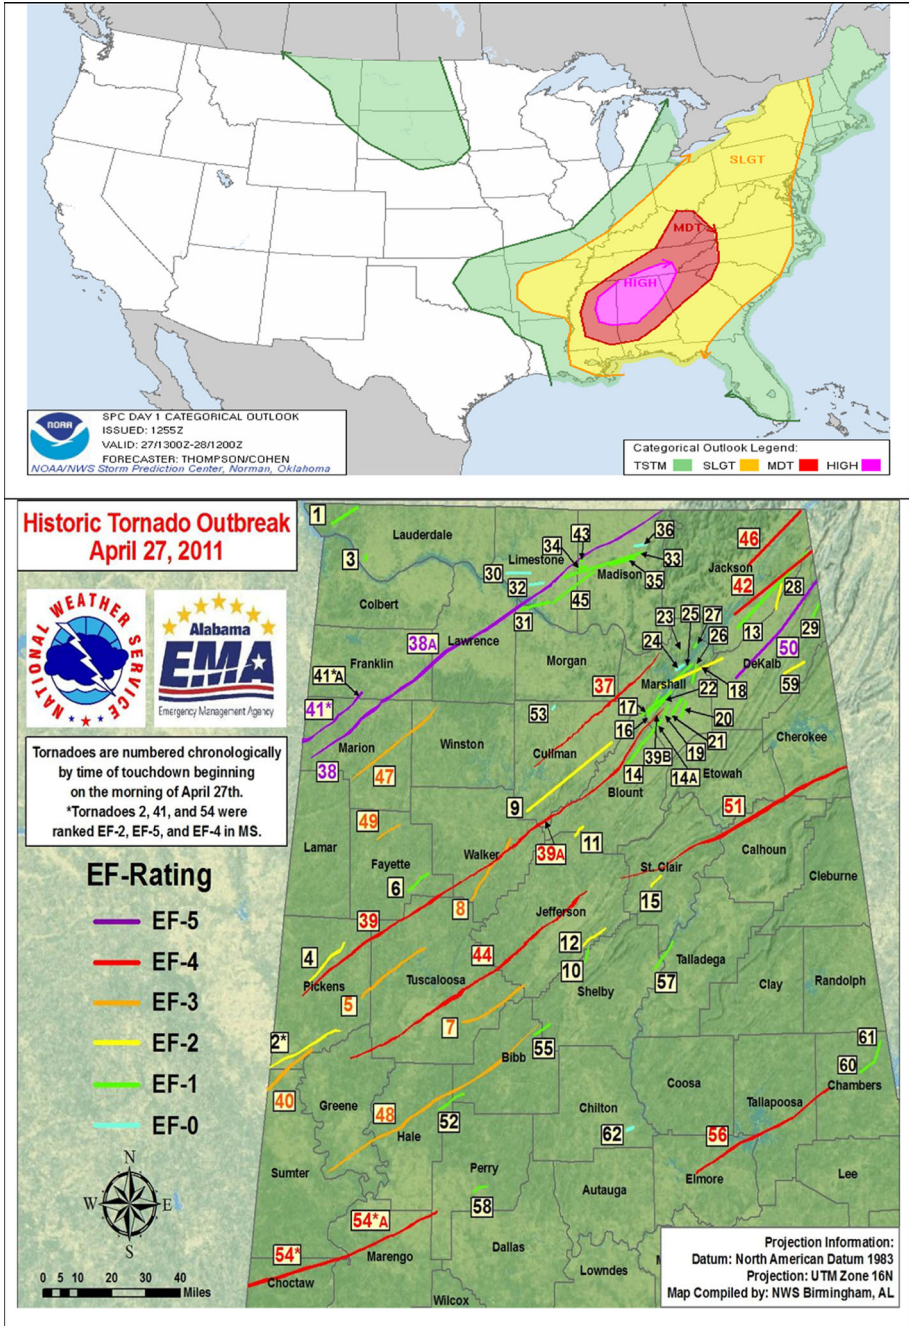 SLGT
MDT
HIGH
NOAA
SPC DAY 1 CATEGORICAL OUTLOOK
ISSUED: 1255Z
VALID: 27/1300Z-28/1200Z
FORECASTER: THOMPSON/COHEN
NOAA/NWS Storm Prediction Center, Norman, Oklahoma
Categorical Outlook Legend:
TSTM SLGT MDT HIGH
Historic Tornado Outbreak
April 27, 2011
NATIONAL WEATHER SERVICE
Alabama
EMA
Emergency Management Agency
Tornadoes are numbered chronologically
by time of touchdown beginning
on the morning of April 27th.
*Tornadoes 2, 41, and 54 were
ranked EF-2, EF-5, and EF-4 in MS.
EF-Rating
EF-5
EF-4
EF-3
EF-2
EF-1
EF-0
N
W E
S
0 5 10 20 30 40
Miles
1
Lauderdale
43
36
34
3
Limestone
33
46
30
32
Madison
35
Jackson
42
28
Colbert
45
31
23
25
27
13
29
38A
Lawrence
24
26
50
Franklin
Morgan
DeKalb
41*A
37
Marshall
18
59
41*
53
17
22
20
Marion
Winston
16
21
Cherokee
Cullman
19
38
47
14
39B
14A
Etowah
Blount
9
51
49
11
Lamar
Walker
39A
Calhoun
Fayette
St. Clair
Cleburne
6
15
8
39
Jefferson
12
4
44
Talladega
10
Pickens
Tuscaloosa
57
Clay
Randolph
5
Shelby
7
2*
61
55
Bibb
60
Coosa
Chambers
40
Greene
48
52
Chilton
Tallapoosa
Hale
62
56
Sumter
Perry
Elmore
Lee
58
Autauga
54*A
54*
Marengo
Dallas
Choctaw
Lowndes
M
Wilcox
Projection Information:
Datum: North American Datum 1983
Projection: UTM Zone 16N
Map Compiled by: NWS Birmingham, AL